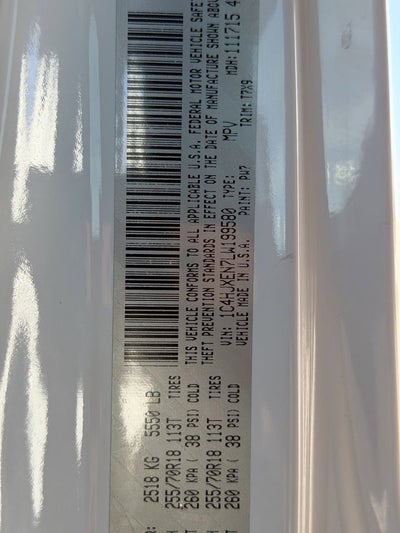 R: 2518 KG 5550 LB
255/70R18 113T TIRES
260 KPA ( 38 PSI) COLD
255/70R18 113T TIRES
260 KPA ( 38 PSI) COLD
THIS VEHICLE CONFORMS TO ALL APPLICABLE U.S.A. FEDERAL MOTOR VEHICLE SAFE
THEFT PREVENTION STANDARDS IN EFFECT ON THE DATE OF MANUFACTURE SHOWN ABOV
VIN: 1C4HJXEN7LW199580 TYPE: MPV MDH: 111715 4
VEHICLE MADE IN U.S.A. PAINT: PW7 TRIM: T7X9